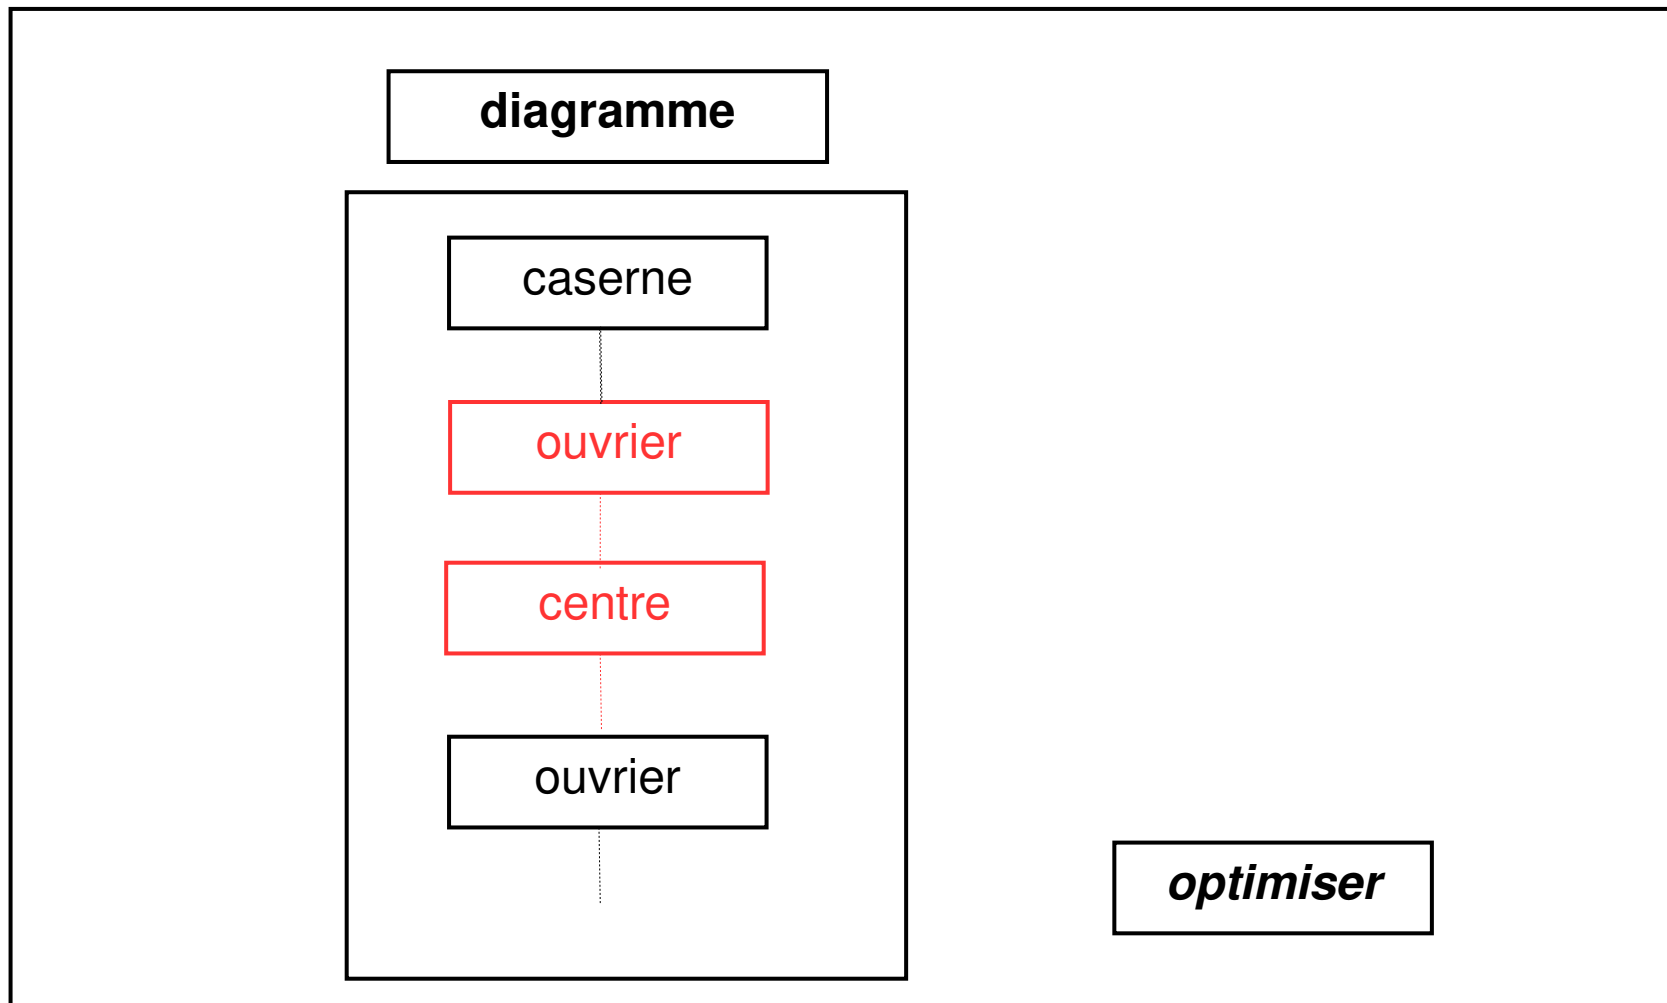 diagramme
caserne
ouvrier
centre
ouvrier
optimiser